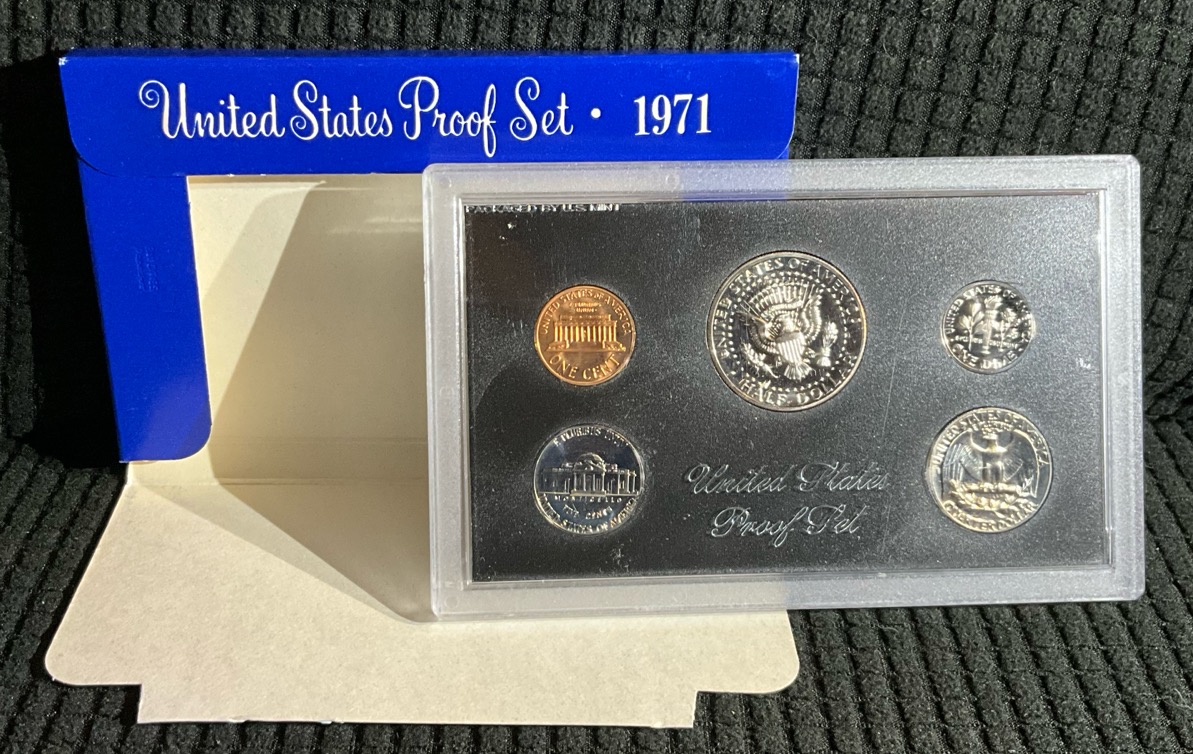 United States Proof Set • 1971
PACKAGED BY U.S. MINT
UNITED STATES OF AMERICA
E PLURIBUS UNUM
ONE CENT
UNITED STATES OF AMERICA
HALF DOLLAR
UNITED STATES OF
ONE DIME
E PLURIBUS
MONTICELLO
FIVE CENTS
UNITED STATES OF AMERICA
UNITED STATES OF AMERICA
QUARTER DOLLAR
United States
Proof Set